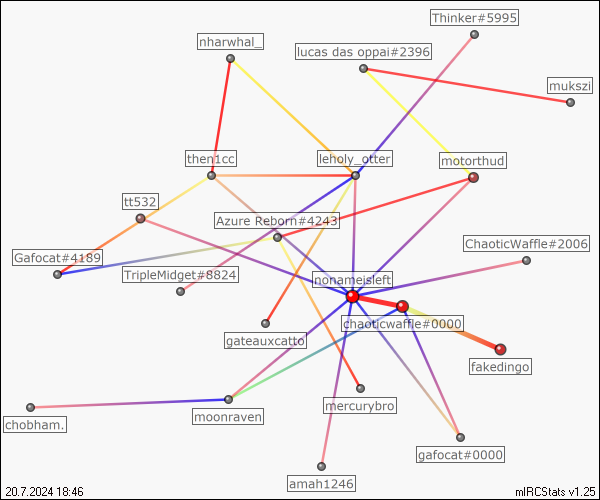 Thinker#5995
nharwhal_
lucas das oppai#2396
mukszi
then1cc
leholy_otter
motorthud
tt532
Azure Reborn#4243
ChaoticWaffle#2006
Gafocat#4189
TripleMidget#8824
nonameisleft
chaoticwaffle#0000
gateauxcatto
fakedingo
mercurybro
chobham.
moonraven
gafocat#0000
amah1246
20.7.2024 18:46
mIRCStats v1.25